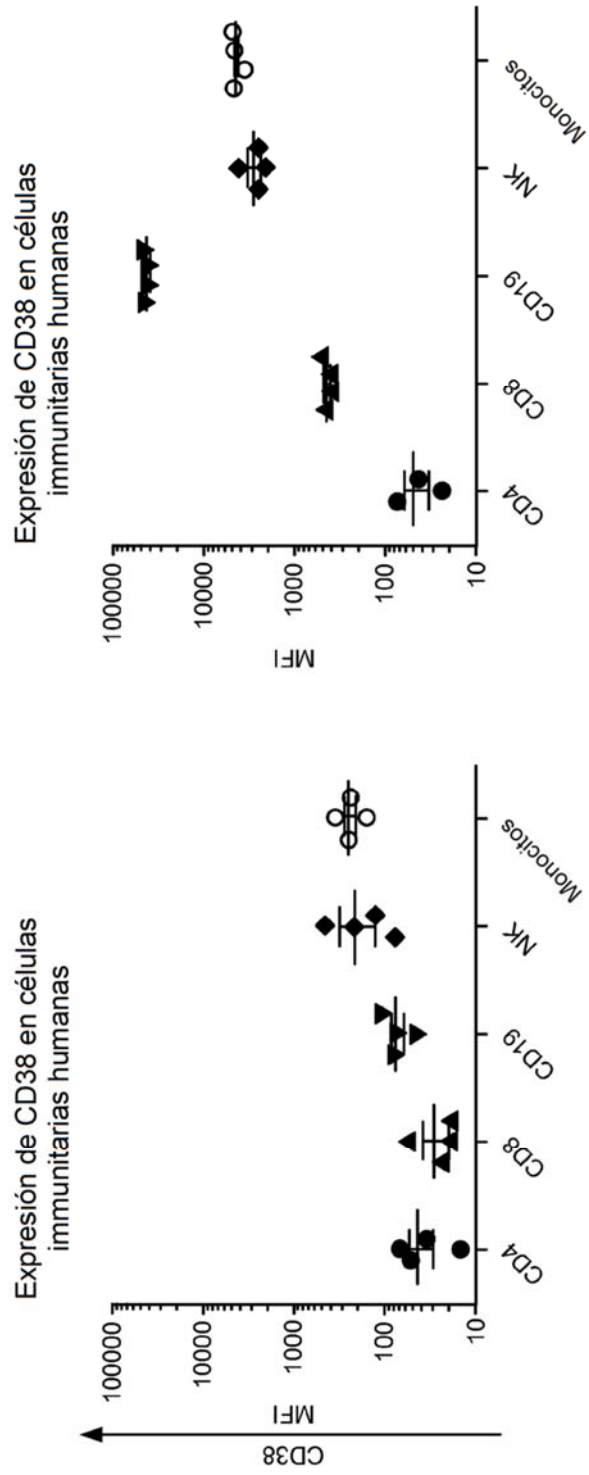 Expresión de CD38 en células
immunitarias humanas
CD38
MFI
100000
10000
1000
100
10
CD4
CD8
CD19
NK
Monocitos
Expresión de CD38 en células
immunitarias humanas
MFI
100000
10000
1000
100
10
CD4
CD8
CD19
NK
Monocitos